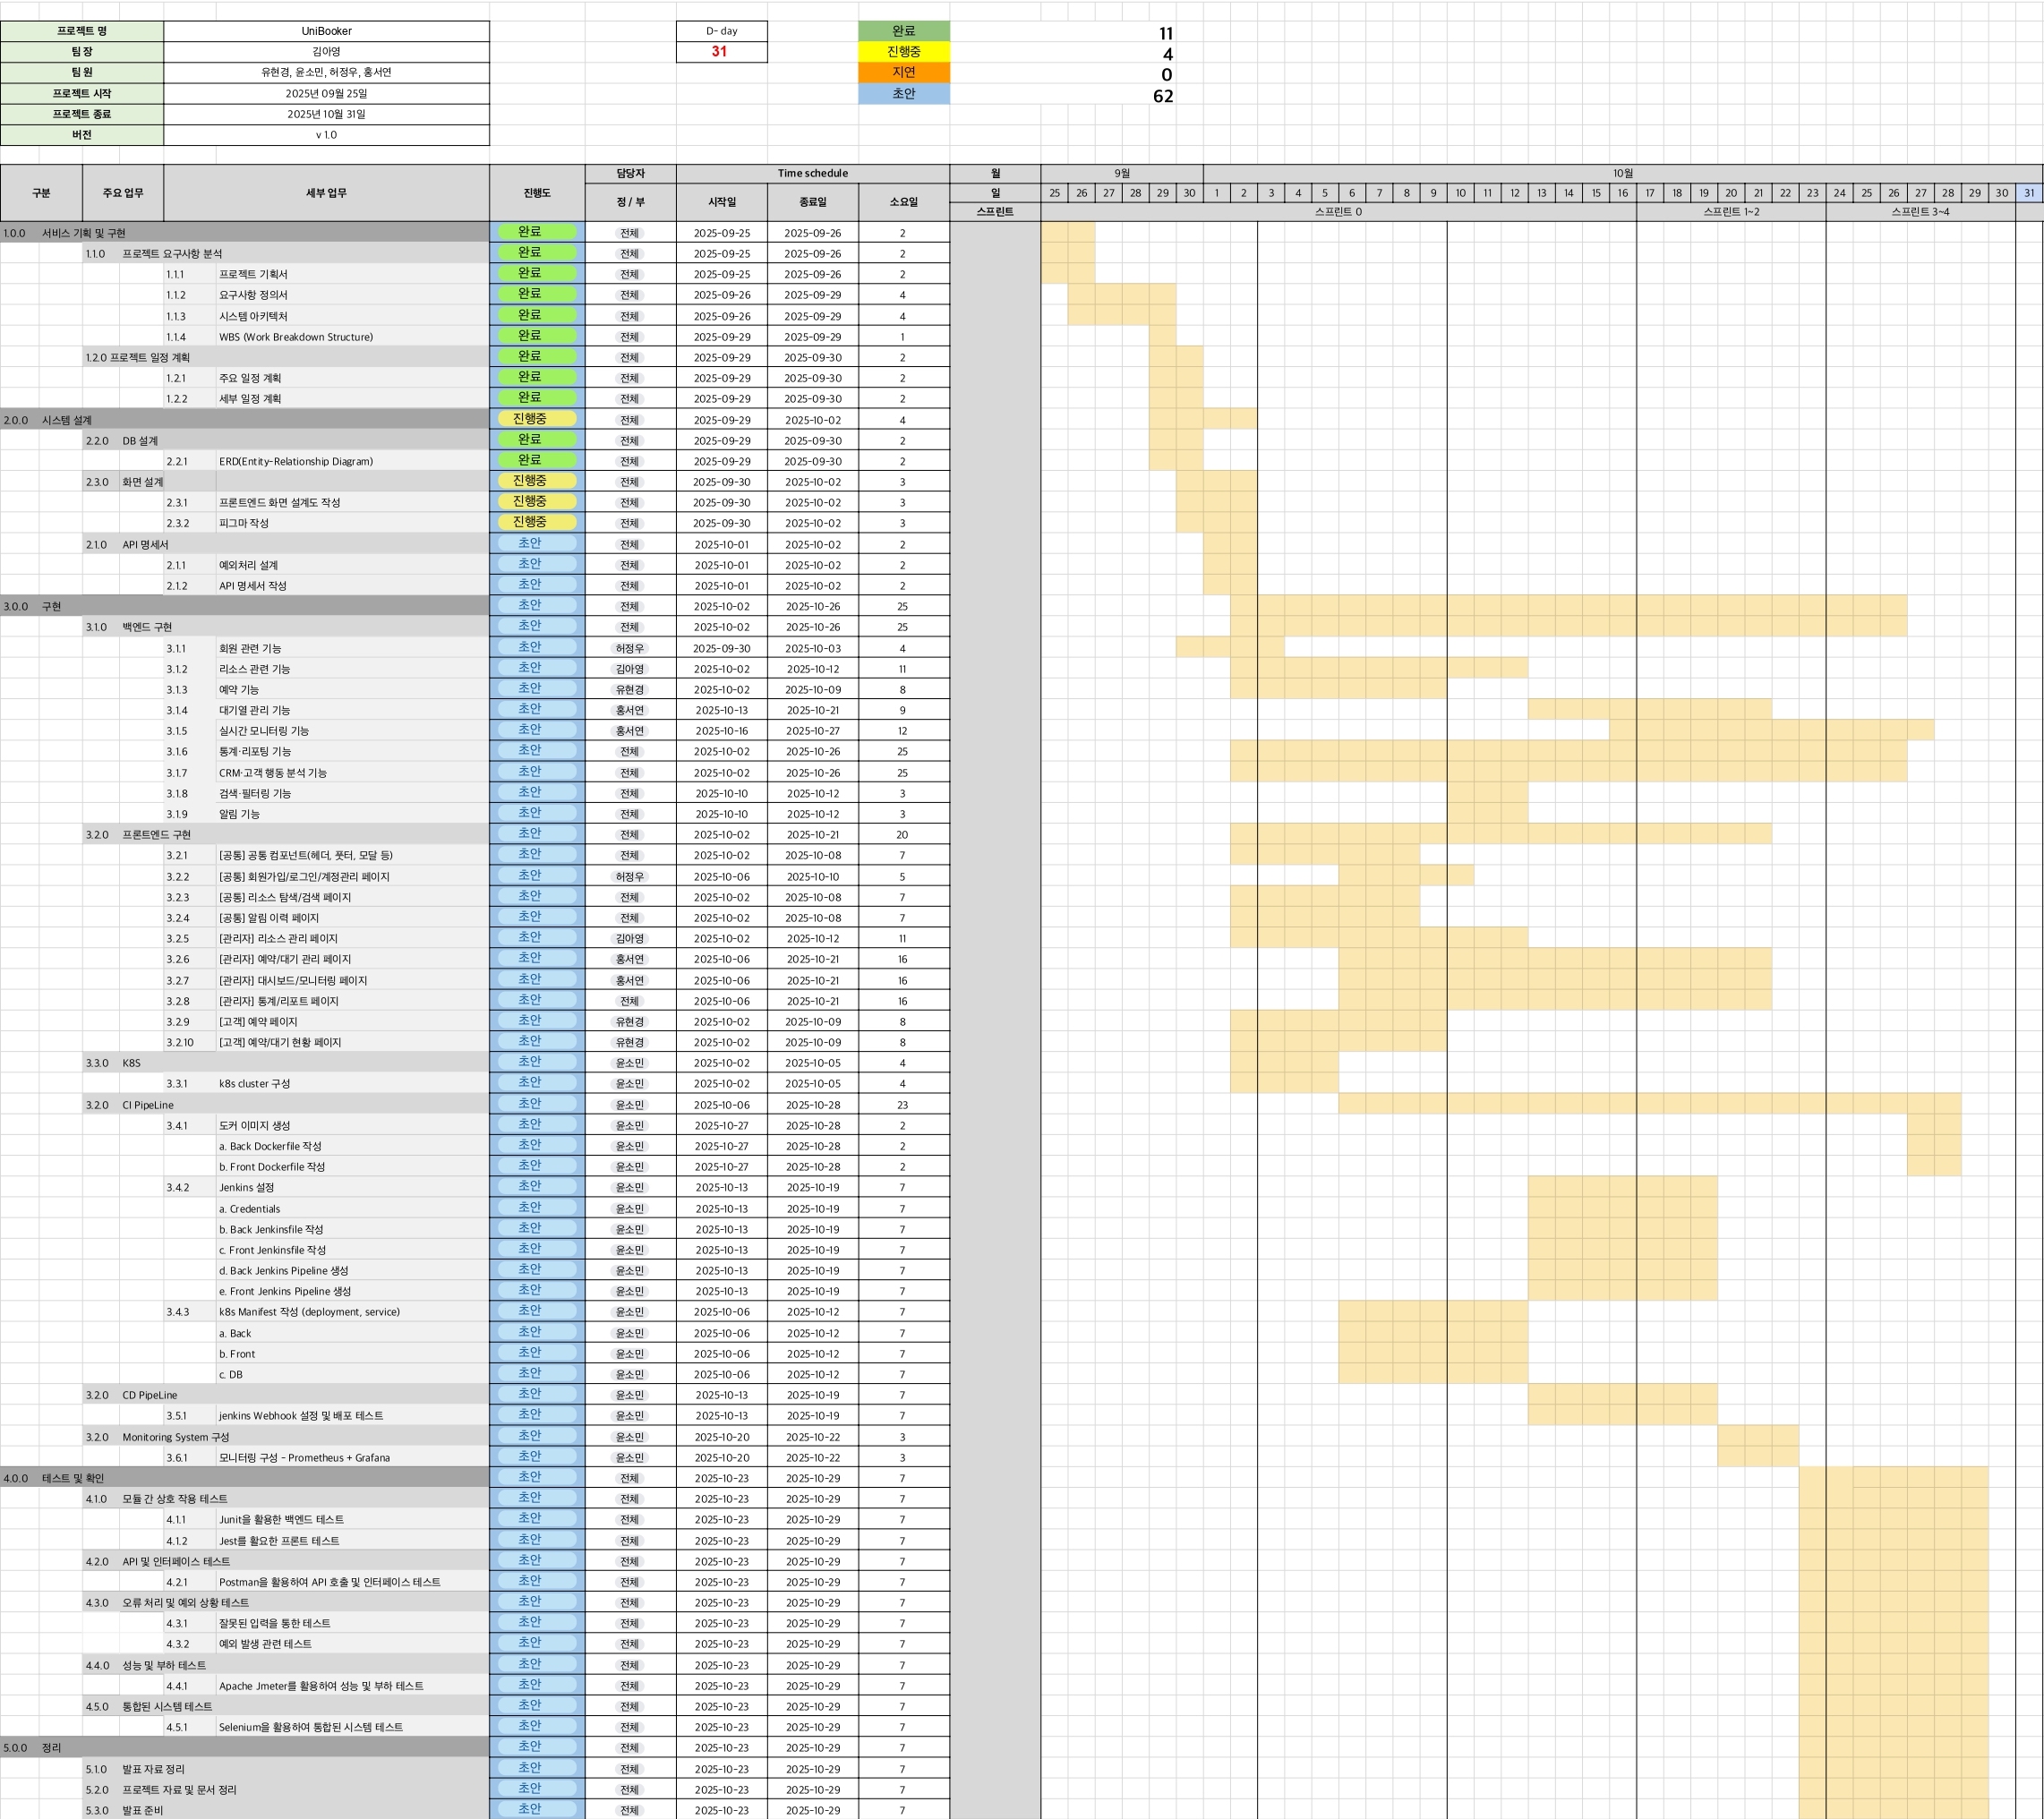 프로젝트 명 UniBooker D- day 완료 11
팀 장 김아영 31 진행중 4
팀 원 유현경, 윤소민, 허정우, 홍서연 지연 0
프로젝트 시작 2025년 09월 25일 초안 62
프로젝트 종료 2025년 10월 31일
버전 v 1.0
구분 주요 업무 세부 업무 진행도 담당자 Time schedule 월 9월 10월
정 / 부 시작일 종료일 소요일 일 25 26 27 28 29 30 1 2 3 4 5 6 7 8 9 10 11 12 13 14 15 16 17 18 19 20 21 22 23 24 25 26 27 28 29 30 31
스프린트 스프린트 0 스프린트 1~2 스프린트 3~4
1.0.0 서비스 기획 및 구현 완료 전체 2025-09-25 2025-09-26 2
1.1.0 프로젝트 요구사항 분석 완료 전체 2025-09-25 2025-09-26 2
1.1.1 프로젝트 기획서 완료 전체 2025-09-25 2025-09-26 2
1.1.2 요구사항 정의서 완료 전체 2025-09-26 2025-09-29 4
1.1.3 시스템 아키텍처 완료 전체 2025-09-26 2025-09-29 4
1.1.4 WBS (Work Breakdown Structure) 완료 전체 2025-09-29 2025-09-29 1
1.2.0 프로젝트 일정 계획 완료 전체 2025-09-29 2025-09-30 2
1.2.1 주요 일정 계획 완료 전체 2025-09-29 2025-09-30 2
1.2.2 세부 일정 계획 완료 전체 2025-09-29 2025-09-30 2
2.0.0 시스템 설계 진행중 전체 2025-09-29 2025-10-02 4
2.2.0 DB 설계 완료 전체 2025-09-29 2025-09-30 2
2.2.1 ERD(Entity-Relationship Diagram) 완료 전체 2025-09-29 2025-09-30 2
2.3.0 화면 설계 진행중 전체 2025-09-30 2025-10-02 3
2.3.1 프론트엔드 화면 설계도 작성 진행중 전체 2025-09-30 2025-10-02 3
2.3.2 피그마 작성 진행중 전체 2025-09-30 2025-10-02 3
2.1.0 API 명세서 초안 전체 2025-10-01 2025-10-02 2
2.1.1 예외처리 설계 초안 전체 2025-10-01 2025-10-02 2
2.1.2 API 명세서 작성 초안 전체 2025-10-01 2025-10-02 2
3.0.0 구현 초안 전체 2025-10-02 2025-10-26 25
3.1.0 백엔드 구현 초안 전체 2025-10-02 2025-10-26 25
3.1.1 회원 관련 기능 초안 허정우 2025-09-30 2025-10-03 4
3.1.2 리소스 관련 기능 초안 김아영 2025-10-02 2025-10-12 11
3.1.3 예약 기능 초안 유현경 2025-10-02 2025-10-09 8
3.1.4 대기열 관리 기능 초안 홍서연 2025-10-13 2025-10-21 9
3.1.5 실시간 모니터링 기능 초안 홍서연 2025-10-16 2025-10-27 12
3.1.6 통계·리포팅 기능 초안 전체 2025-10-02 2025-10-26 25
3.1.7 CRM·고객 행동 분석 기능 초안 전체 2025-10-02 2025-10-26 25
3.1.8 검색·필터링 기능 초안 전체 2025-10-10 2025-10-12 3
3.1.9 알림 기능 초안 전체 2025-10-10 2025-10-12 3
3.2.0 프론트엔드 구현 초안 전체 2025-10-02 2025-10-21 20
3.2.1 [공통] 공통 컴포넌트(헤더, 풋터, 모달 등) 초안 전체 2025-10-02 2025-10-08 7
3.2.2 [공통] 회원가입/로그인/계정관리 페이지 초안 허정우 2025-10-06 2025-10-10 5
3.2.3 [공통] 리소스 탐색/검색 페이지 초안 전체 2025-10-02 2025-10-08 7
3.2.4 [공통] 알림 이력 페이지 초안 전체 2025-10-02 2025-10-08 7
3.2.5 [관리자] 리소스 관리 페이지 초안 김아영 2025-10-02 2025-10-12 11
3.2.6 [관리자] 예약/대기 관리 페이지 초안 홍서연 2025-10-06 2025-10-21 16
3.2.7 [관리자] 대시보드/모니터링 페이지 초안 홍서연 2025-10-06 2025-10-21 16
3.2.8 [관리자] 통계/리포트 페이지 초안 전체 2025-10-06 2025-10-21 16
3.2.9 [고객] 예약 페이지 초안 유현경 2025-10-02 2025-10-09 8
3.2.10 [고객] 예약/대기 현황 페이지 초안 유현경 2025-10-02 2025-10-09 8
3.3.0 K8S 초안 윤소민 2025-10-02 2025-10-05 4
3.3.1 k8s cluster 구성 초안 윤소민 2025-10-02 2025-10-05 4
3.2.0 CI PipeLine 초안 윤소민 2025-10-06 2025-10-28 23
3.4.1 도커 이미지 생성 초안 윤소민 2025-10-27 2025-10-28 2
a. Back Dockerfile 작성 초안 윤소민 2025-10-27 2025-10-28 2
b. Front Dockerfile 작성 초안 윤소민 2025-10-27 2025-10-28 2
3.4.2 Jenkins 설정 초안 윤소민 2025-10-13 2025-10-19 7
a. Credentials 초안 윤소민 2025-10-13 2025-10-19 7
b. Back Jenkinsfile 작성 초안 윤소민 2025-10-13 2025-10-19 7
c. Front Jenkinsfile 작성 초안 윤소민 2025-10-13 2025-10-19 7
d. Back Jenkins Pipeline 생성 초안 윤소민 2025-10-13 2025-10-19 7
e. Front Jenkins Pipeline 생성 초안 윤소민 2025-10-13 2025-10-19 7
3.4.3 k8s Manifest 작성 (deployment, service) 초안 윤소민 2025-10-06 2025-10-12 7
a. Back 초안 윤소민 2025-10-06 2025-10-12 7
b. Front 초안 윤소민 2025-10-06 2025-10-12 7
c. DB 초안 윤소민 2025-10-06 2025-10-12 7
3.2.0 CD PipeLine 초안 윤소민 2025-10-13 2025-10-19 7
3.5.1 jenkins Webhook 설정 및 배포 테스트 초안 윤소민 2025-10-13 2025-10-19 7
3.2.0 Monitoring System 구성 초안 윤소민 2025-10-20 2025-10-22 3
3.6.1 모니터링 구성 - Prometheus + Grafana 초안 윤소민 2025-10-20 2025-10-22 3
4.0.0 테스트 및 확인 초안 전체 2025-10-23 2025-10-29 7
4.1.0 모듈 간 상호 작용 테스트 초안 전체 2025-10-23 2025-10-29 7
4.1.1 Junit을 활용한 백엔드 테스트 초안 전체 2025-10-23 2025-10-29 7
4.1.2 Jest를 활요한 프론트 테스트 초안 전체 2025-10-23 2025-10-29 7
4.2.0 API 및 인터페이스 테스트 초안 전체 2025-10-23 2025-10-29 7
4.2.1 Postman을 활용하여 API 호출 및 인터페이스 테스트 초안 전체 2025-10-23 2025-10-29 7
4.3.0 오류 처리 및 예외 상황 테스트 초안 전체 2025-10-23 2025-10-29 7
4.3.1 잘못된 입력을 통한 테스트 초안 전체 2025-10-23 2025-10-29 7
4.3.2 예외 발생 관련 테스트 초안 전체 2025-10-23 2025-10-29 7
4.4.0 성능 및 부하 테스트 초안 전체 2025-10-23 2025-10-29 7
4.4.1 Apache Jmeter를 활용하여 성능 및 부하 테스트 초안 전체 2025-10-23 2025-10-29 7
4.5.0 통합된 시스템 테스트 초안 전체 2025-10-23 2025-10-29 7
4.5.1 Selenium을 활용하여 통합된 시스템 테스트 초안 전체 2025-10-23 2025-10-29 7
5.0.0 정리 초안 전체 2025-10-23 2025-10-29 7
5.1.0 발표 자료 정리 초안 전체 2025-10-23 2025-10-29 7
5.2.0 프로젝트 자료 및 문서 정리 초안 전체 2025-10-23 2025-10-29 7
5.3.0 발표 준비 초안 전체 2025-10-23 2025-10-29 7